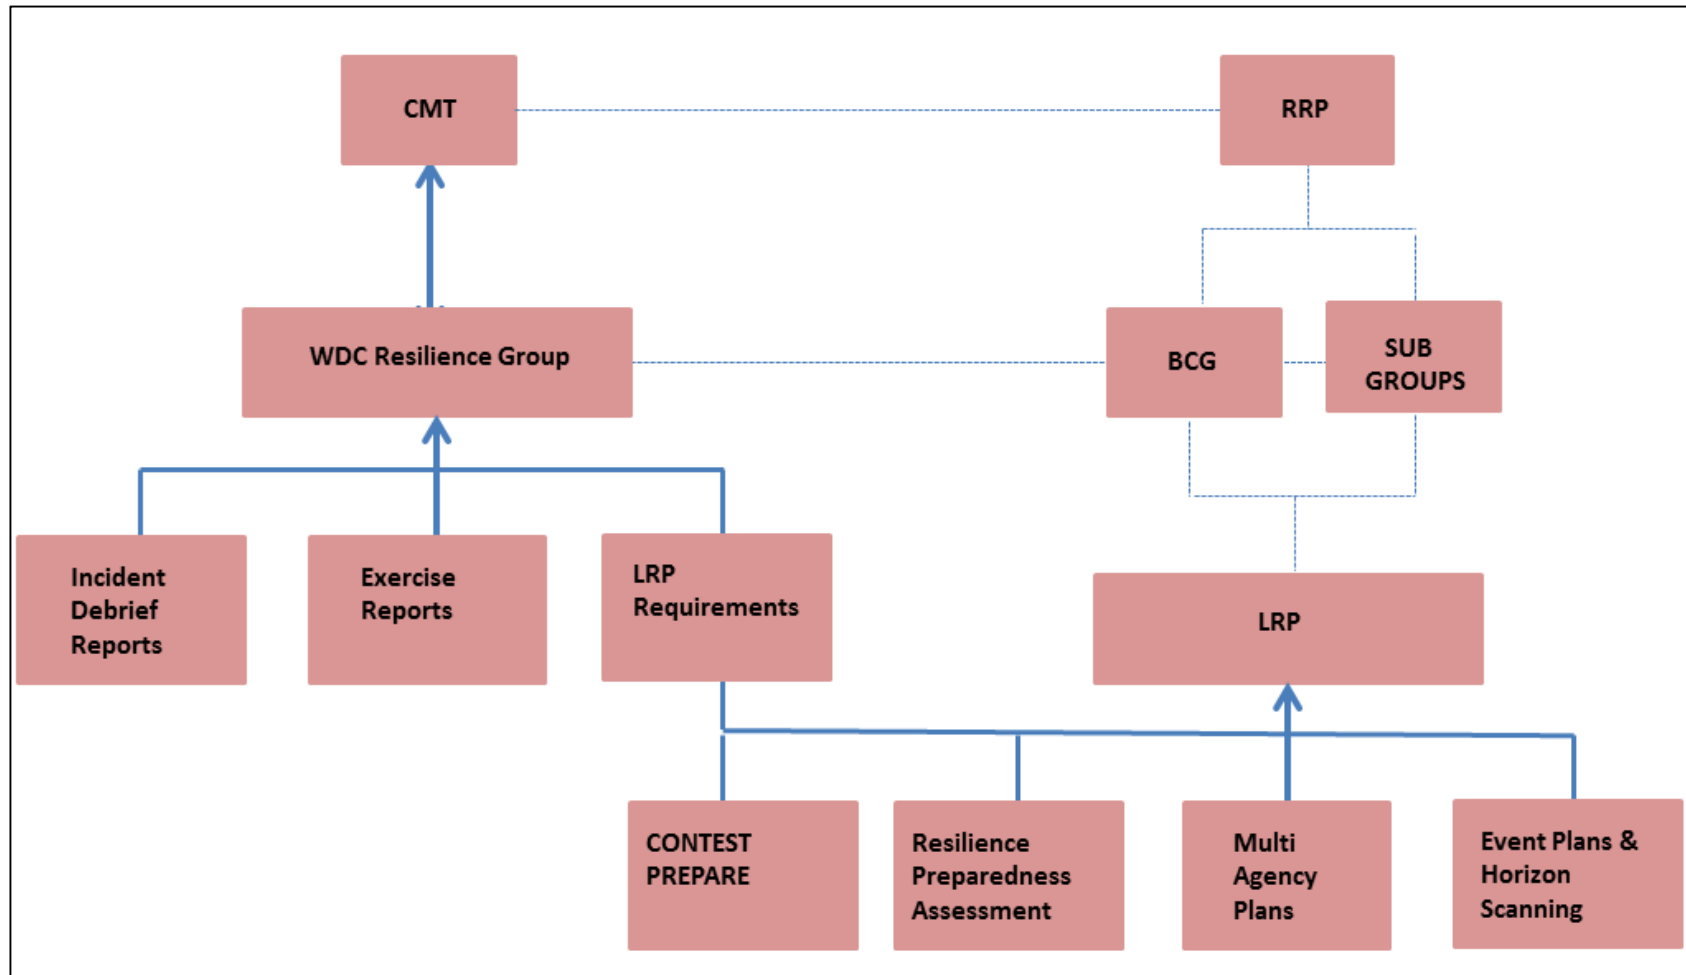 CMT
RRP
WDC Resilience Group
BCG
SUB
GROUPS
Incident
Debrief
Reports
Exercise
Reports
LRP
Requirements
LRP
CONTEST
PREPARE
Resilience
Preparedness
Assessment
Multi
Agency
Plans
Event Plans &
Horizon
Scanning